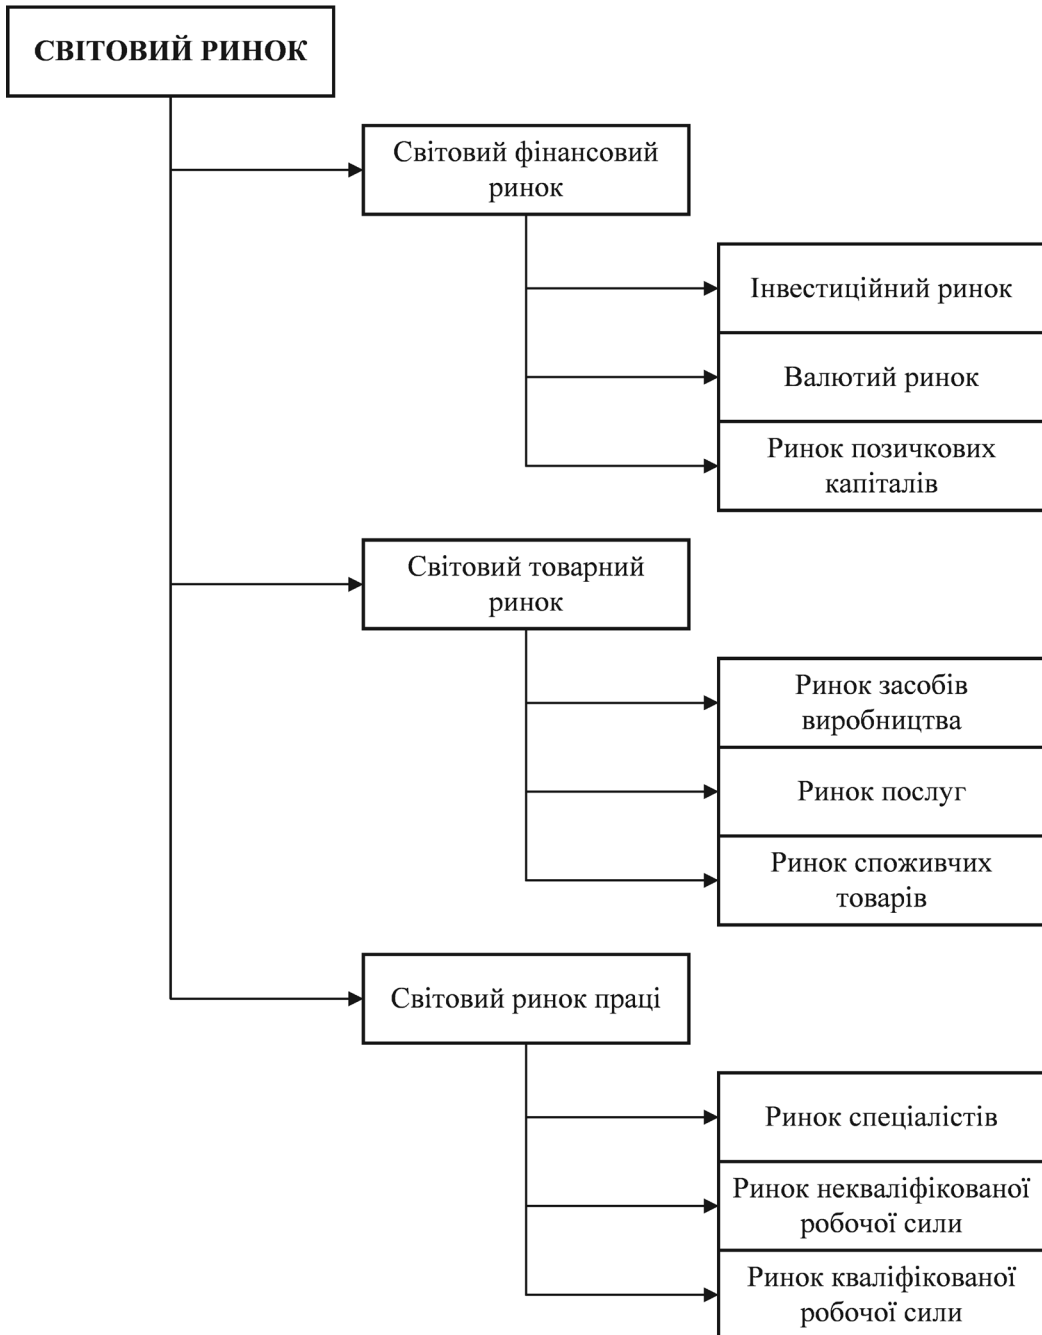 СВІТОВИЙ РИНОК
Світовий фінансовий
ринок
Інвестиційний ринок
Валютий ринок
Ринок позичкових
капіталів
Світовий товарний
ринок
Ринок засобів
виробництва
Ринок послуг
Ринок споживчих
товарів
Світовий ринок праці
Ринок спеціалістів
Ринок некваліфікованої
робочої сили
Ринок кваліфікованої
робочої сили